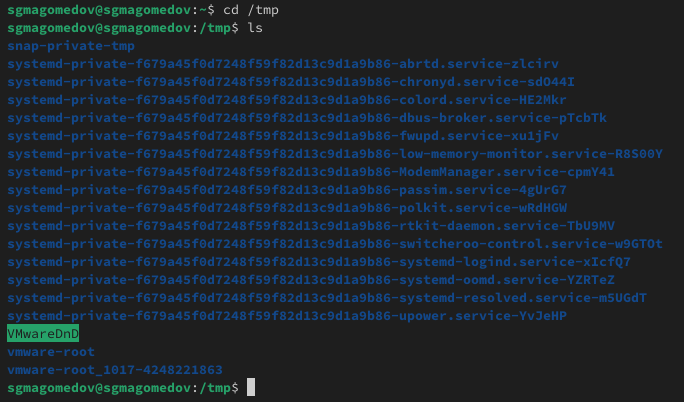 sgmagomedov@sgmagomedov:~$ cd /tmp
sgmagomedov@sgmagomedov:/tmp$ ls
snap-private-tmp
systemd-private-f679a45f0d7248f59f82d13c9d1a9b86-abrtd.service-zlcirv
systemd-private-f679a45f0d7248f59f82d13c9d1a9b86-chronyd.service-sdO44I
systemd-private-f679a45f0d7248f59f82d13c9d1a9b86-colord.service-HE2Mkr
systemd-private-f679a45f0d7248f59f82d13c9d1a9b86-dbus-broker.service-pTcbTk
systemd-private-f679a45f0d7248f59f82d13c9d1a9b86-fwupd.service-xu1jFv
systemd-private-f679a45f0d7248f59f82d13c9d1a9b86-low-memory-monitor.service-R8S00Y
systemd-private-f679a45f0d7248f59f82d13c9d1a9b86-ModemManager.service-cpmY41
systemd-private-f679a45f0d7248f59f82d13c9d1a9b86-passim.service-4gUrG7
systemd-private-f679a45f0d7248f59f82d13c9d1a9b86-polkit.service-wRdHGW
systemd-private-f679a45f0d7248f59f82d13c9d1a9b86-rtkit-daemon.service-TbU9MV
systemd-private-f679a45f0d7248f59f82d13c9d1a9b86-switcheroo-control.service-w9GTOt
systemd-private-f679a45f0d7248f59f82d13c9d1a9b86-systemd-logind.service-xIcfQ7
systemd-private-f679a45f0d7248f59f82d13c9d1a9b86-systemd-oomd.service-YZRTeZ
systemd-private-f679a45f0d7248f59f82d13c9d1a9b86-systemd-resolved.service-m5UGdT
systemd-private-f679a45f0d7248f59f82d13c9d1a9b86-upower.service-YvJeHP
VMwareDnD
vmware-root
vmware-root_1017-4248221863
sgmagomedov@sgmagomedov:/tmp$